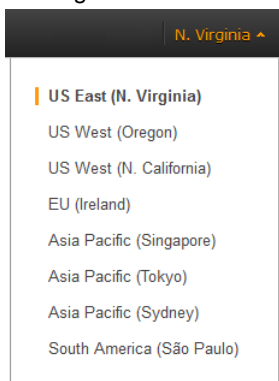 N. Virginia
US East (N. Virginia)
US West (Oregon)
US West (N. California)
EU (Ireland)
Asia Pacific (Singapore)
Asia Pacific (Tokyo)
Asia Pacific (Sydney)
South America (São Paulo)